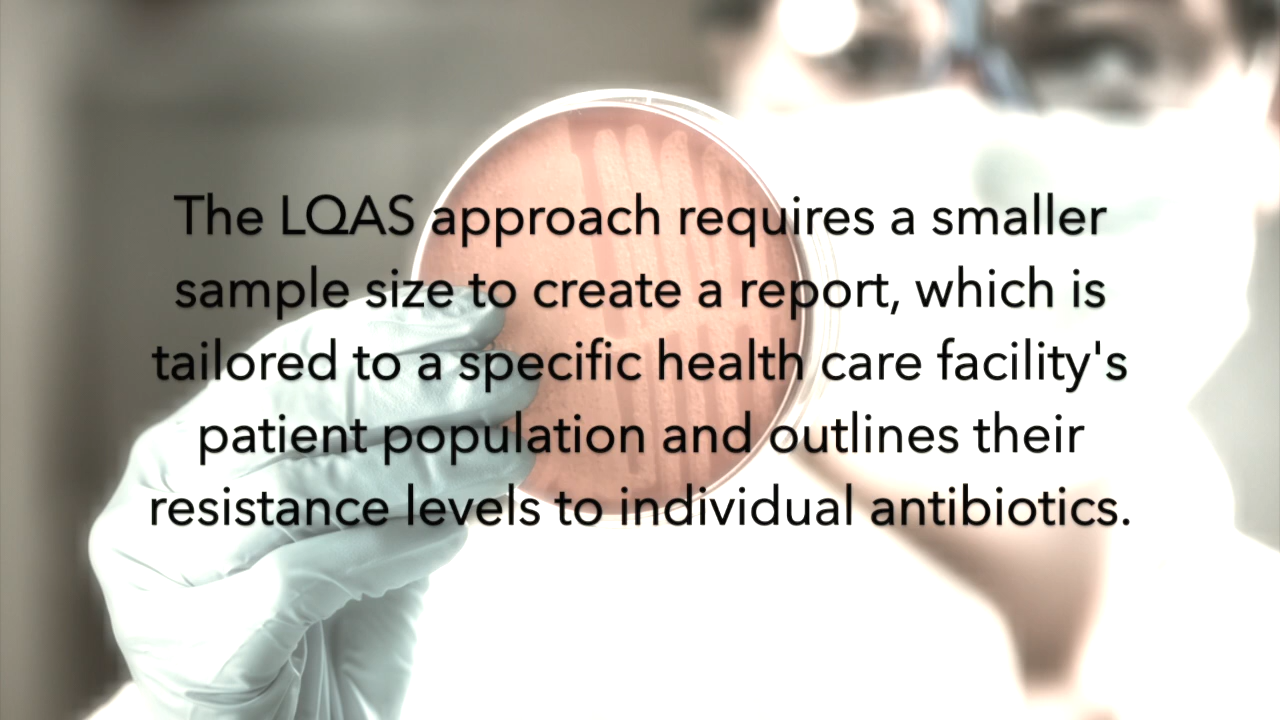 The LQAS approach requires a smaller
sample size to create a report, which is
tailored to a specific health care facility's
patient population and outlines their
resistance levels to individual antibiotics.